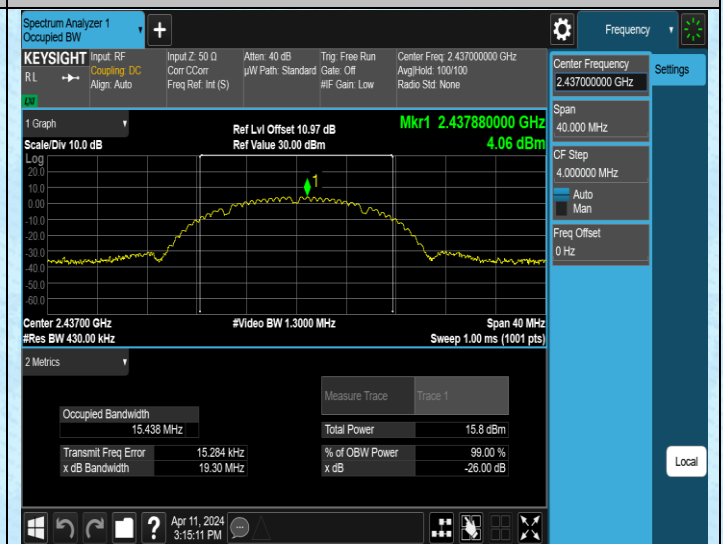 Spectrum Analyzer 1
Occupied BW
+
Frequency
KEYSIGHT
RL
LXI
Input: RF
Coupling: DC
Align: Auto
Input Z: 50 Ω
Corr CCorr
Freq Ref: Int (S)
Atten: 40 dB
µW Path: Standard
Trig: Free Run
Gate: Off
#IF Gain: Low
Center Freq: 2.437000000 GHz
Avg|Hold: 100/100
Radio Std: None
Center Frequency
2.437000000 GHz
Settings
Span
40.000 MHz
CF Step
4.000000 MHz
Auto
Man
Freq Offset
0 Hz
1 Graph
Scale/Div 10.0 dB
Ref Lvl Offset 10.97 dB
Ref Value 30.00 dBm
Mkr1 2.437880000 GHz
4.06 dBm
Log
20.0
10.0
0.00
-10.0
-20.0
-30.0
-40.0
-50.0
-60.0
1
Center 2.43700 GHz
#Res BW 430.00 kHz
#Video BW 1.3000 MHz
Span 40 MHz
Sweep 1.00 ms (1001 pts)
2 Metrics
Measure Trace Trace 1
Occupied Bandwidth
15.438 MHz
Total Power 15.8 dBm
Transmit Freq Error 15.284 kHz
% of OBW Power 99.00 %
x dB Bandwidth 19.30 MHz
x dB -26.00 dB
Local
?
Apr 11, 2024
3:15:11 PM